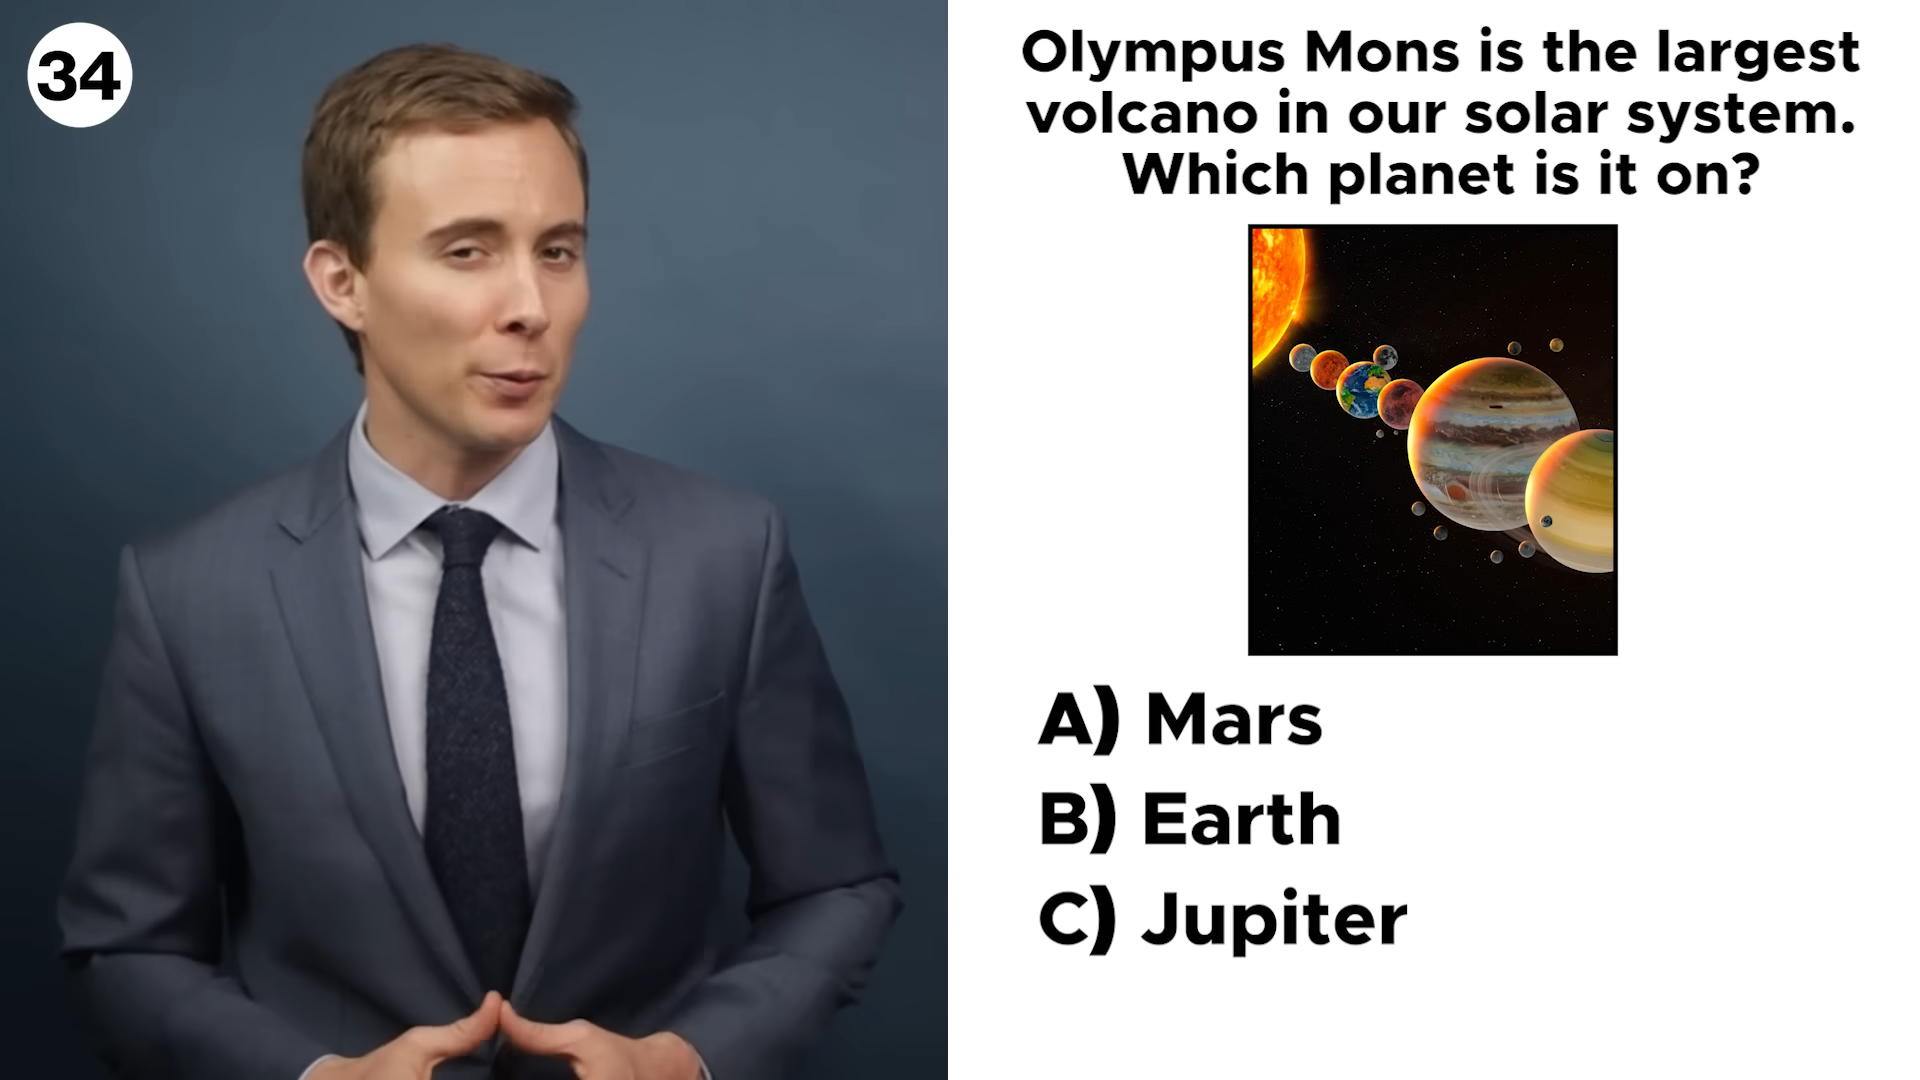 34
Olympus Mons is the largest
volcano in our solar system.
Which planet is it on?
A) Mars
B) Earth
C) Jupiter